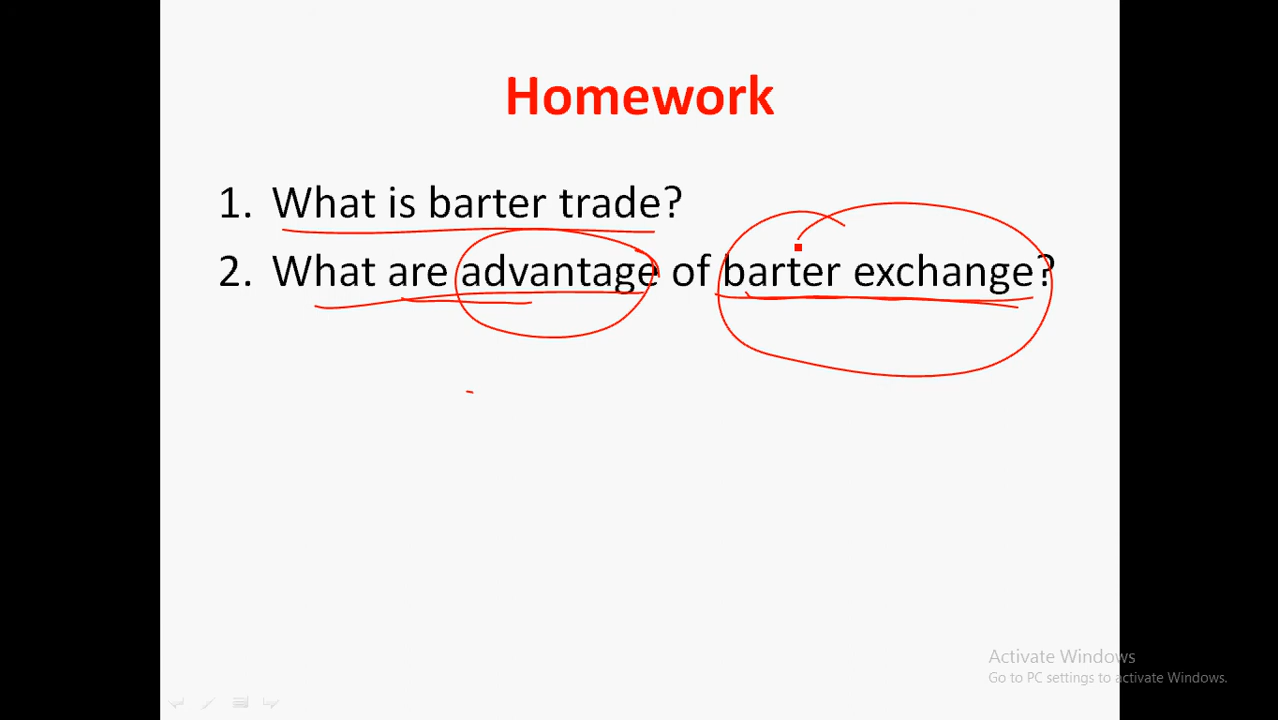 Homework
1. What is barter trade?
2. What are advantage of barter exchange?
Activate Windows
Go to PC settings to activate Windows.